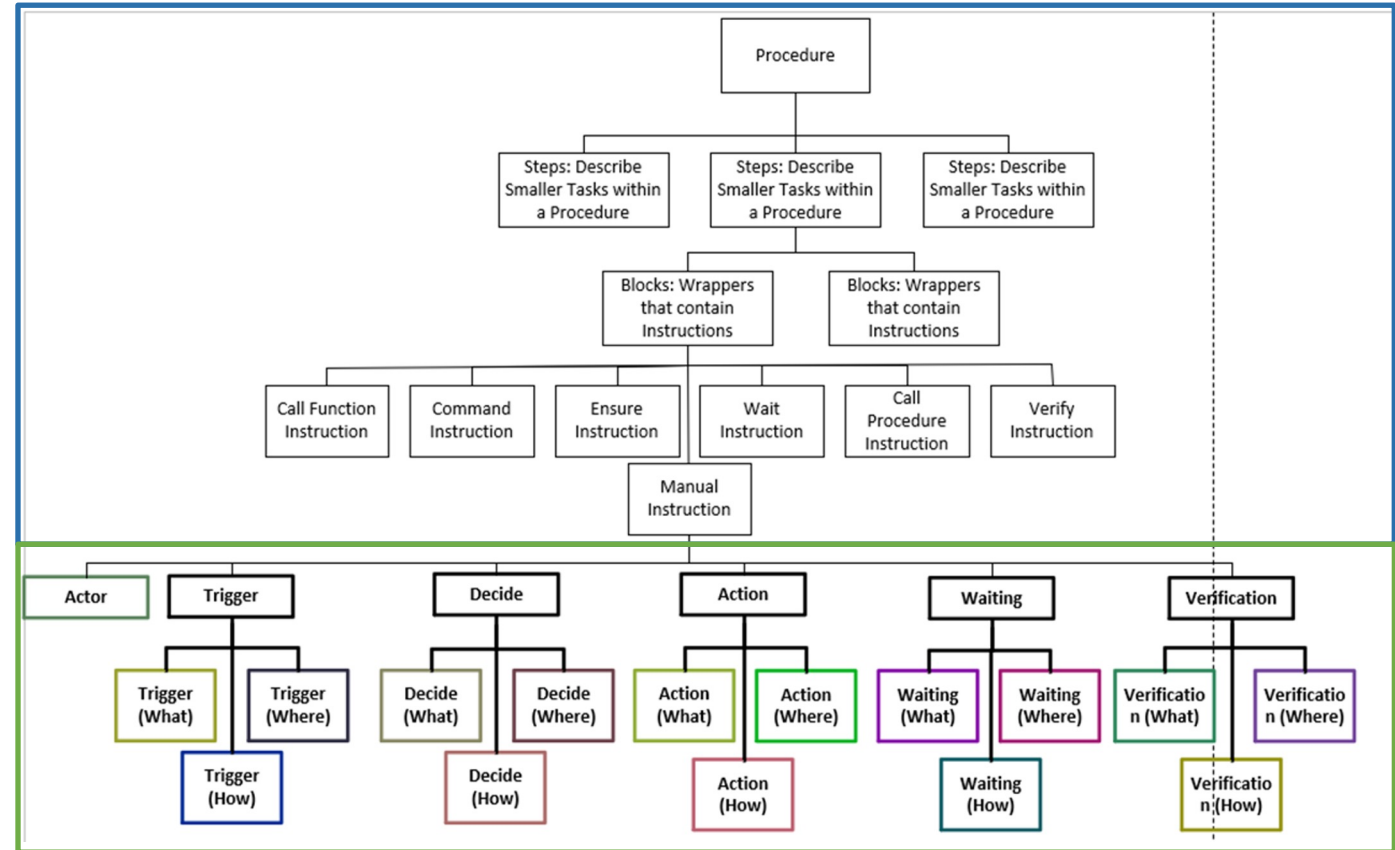 Procedure
Steps: Describe
Smaller Tasks within
a Procedure
Steps: Describe
Smaller Tasks within
a Procedure
Steps: Describe
Smaller Tasks within
a Procedure
Blocks: Wrappers
that contain
Instructions
Blocks: Wrappers
that contain
Instructions
Call Function
Instruction
Command
Instruction
Ensure
Instruction
Wait
Instruction
Call
Procedure
Instruction
Verify
Instruction
Manual
Instruction
Actor
Trigger
Decide
Action
Waiting
Verification
Trigger
(What)
Trigger
(Where)
Decide
(What)
Decide
(Where)
Action
(What)
Action
(Where)
Waiting
(What)
Waiting
(Where)
Verificatio
n (What)
Verificatio
n (Where)
Trigger
(How)
Decide
(How)
Action
(How)
Waiting
(How)
Verificatio
n (How)